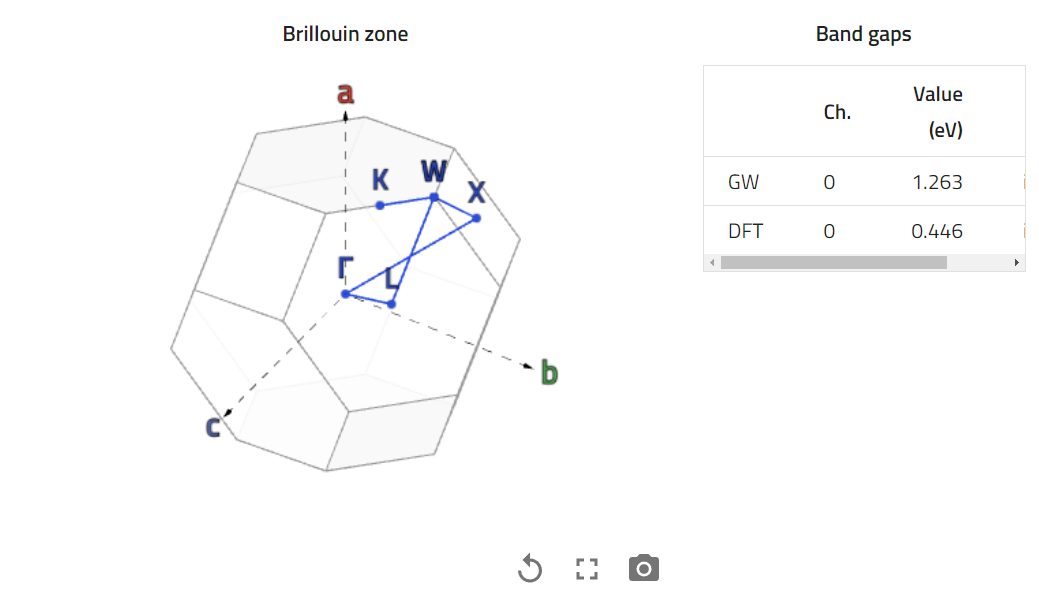 Brillouin zone
a
K
W
X
Γ
L
b
c
Band gaps
Ch.
Value
(eV)
GW 0 1.263
DFT 0 0.446